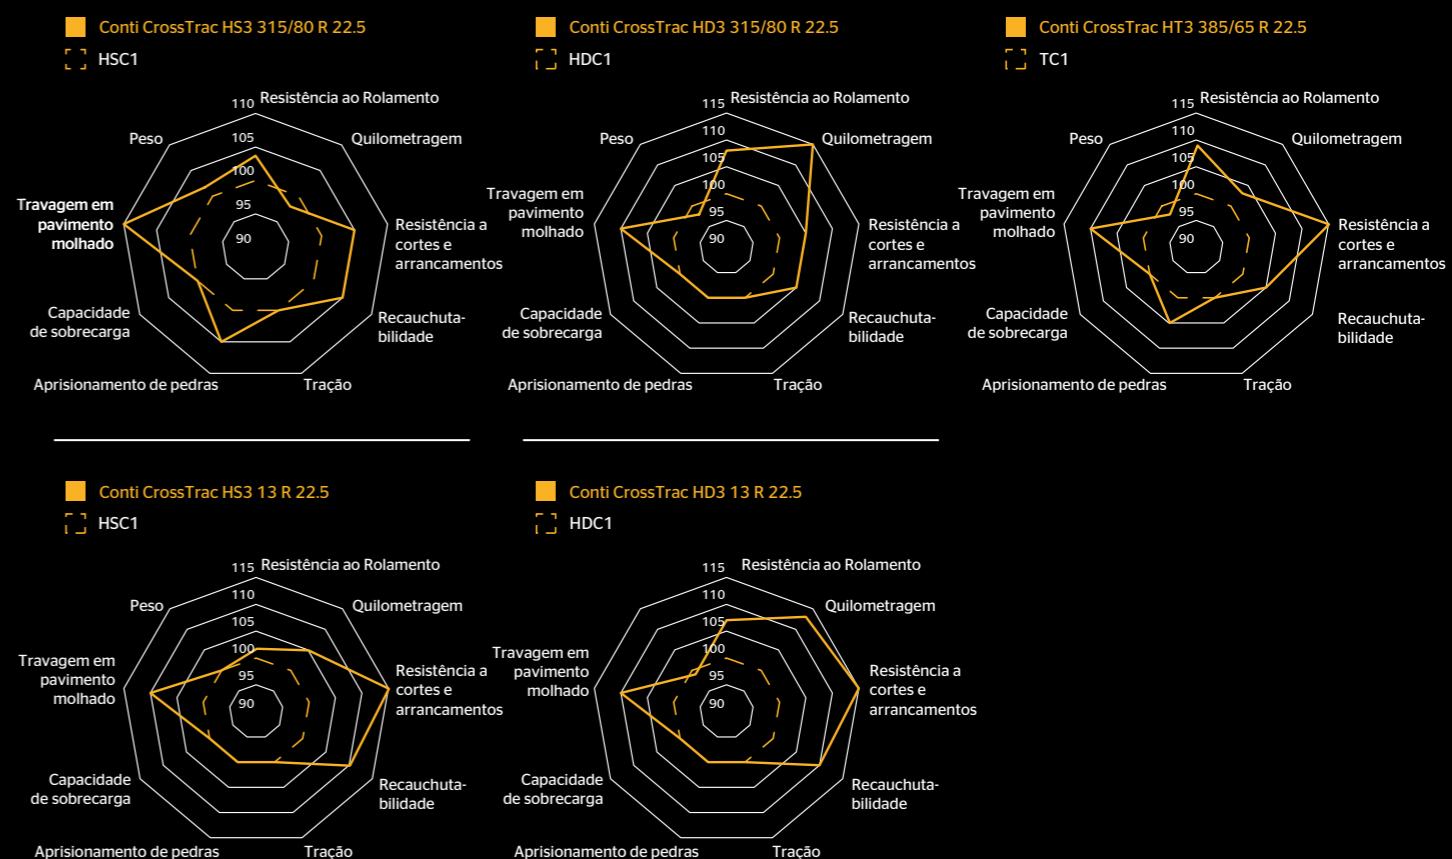 Conti CrossTrac HS3 315/80 R 22.5
HSC1
110
Resistência ao Rolamento
105
100
95
90
Peso
Quilometragem
Travagem em
pavimento
molhado
Resistência a
cortes e
arrancamentos
Capacidade
de sobrecarga
Recauchuta-
bilidade
Aprisionamento de pedras
Tração
Conti CrossTrac HD3 315/80 R 22.5
HDC1
115
Resistência ao Rolamento
110
105
100
95
90
Peso
Quilometragem
Travagem em
pavimento
molhado
Resistência a
cortes e
arrancamentos
Capacidade
de sobrecarga
Recauchuta-
bilidade
Aprisionamento de pedras
Tração
Conti CrossTrac HT3 385/65 R 22.5
TC1
115
Resistência ao Rolamento
110
105
100
95
90
Peso
Quilometragem
Travagem em
pavimento
molhado
Resistência a
cortes e
arrancamentos
Capacidade
de sobrecarga
Recauchuta-
bilidade
Aprisionamento de pedras
Tração
Conti CrossTrac HS3 13 R 22.5
HSC1
115
Resistência ao Rolamento
110
105
100
95
90
Peso
Quilometragem
Travagem em
pavimento
molhado
Resistência a
cortes e
arrancamentos
Capacidade
de sobrecarga
Recauchuta-
bilidade
Aprisionamento de pedras
Tração
Conti CrossTrac HD3 13 R 22.5
HDC1
115
Resistência ao Rolamento
110
105
100
95
90
Quilometragem
Travagem em
pavimento
molhado
Resistência a
cortes e
arrancamentos
Capacidade
de sobrecarga
Recauchuta-
bilidade
Aprisionamento de pedras
Tração